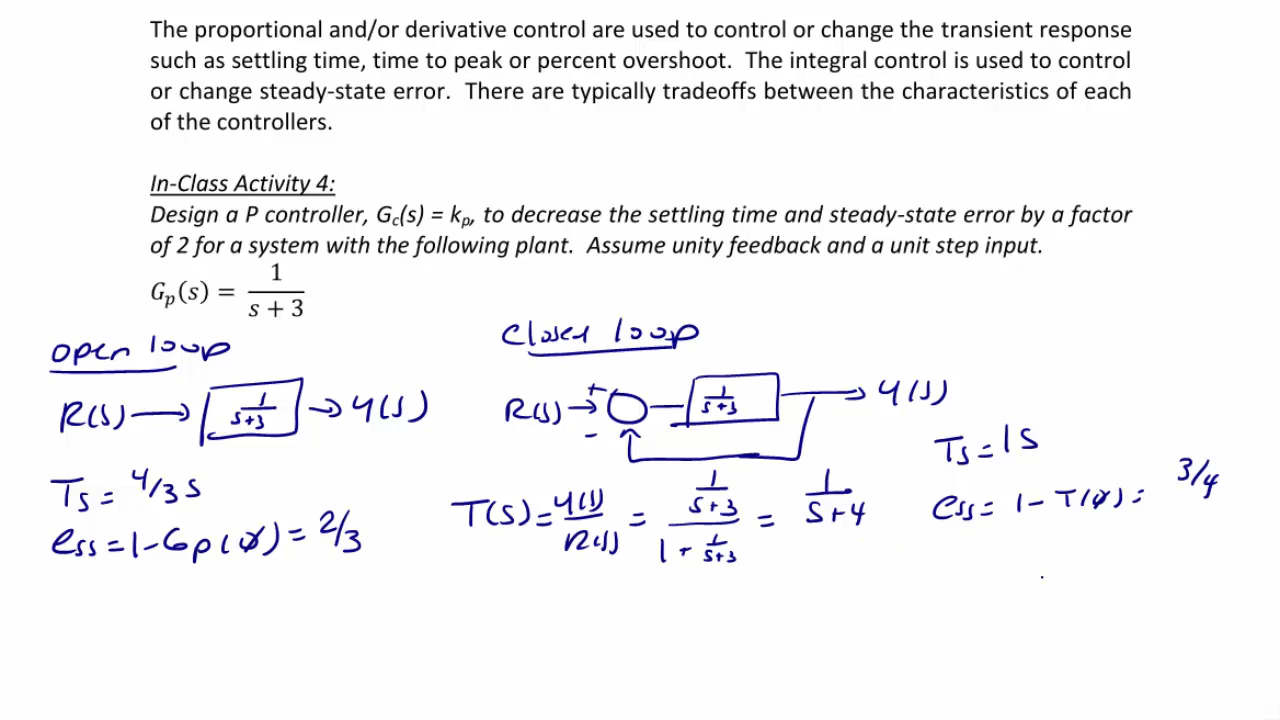 The proportional and/or derivative control are used to control or change the transient response
such as settling time, time to peak or percent overshoot. The integral control is used to control
or change steady-state error. There are typically tradeoffs between the characteristics of each
of the controllers.
In-Class Activity 4:
Design a P controller, Gc(s) = kp, to decrease the settling time and steady-state error by a factor
of 2 for a system with the following plant. Assume unity feedback and a unit step input.
Gp(s) = 1/(s + 3)
open loop
R(s) → 1/(s+3) → Y(s)
Ts = 4/3 s
ess = 1 - Gp(0) = 2/3
Closed loop
R(s) → + - 1/(s+3) → Y(s)
T(s) = Y(s)/R(s) = (1/(s+3))/(1 + 1/(s+3)) = 1/(s+4)
Ts = 1 s
ess = 1 - T(0) = 3/4